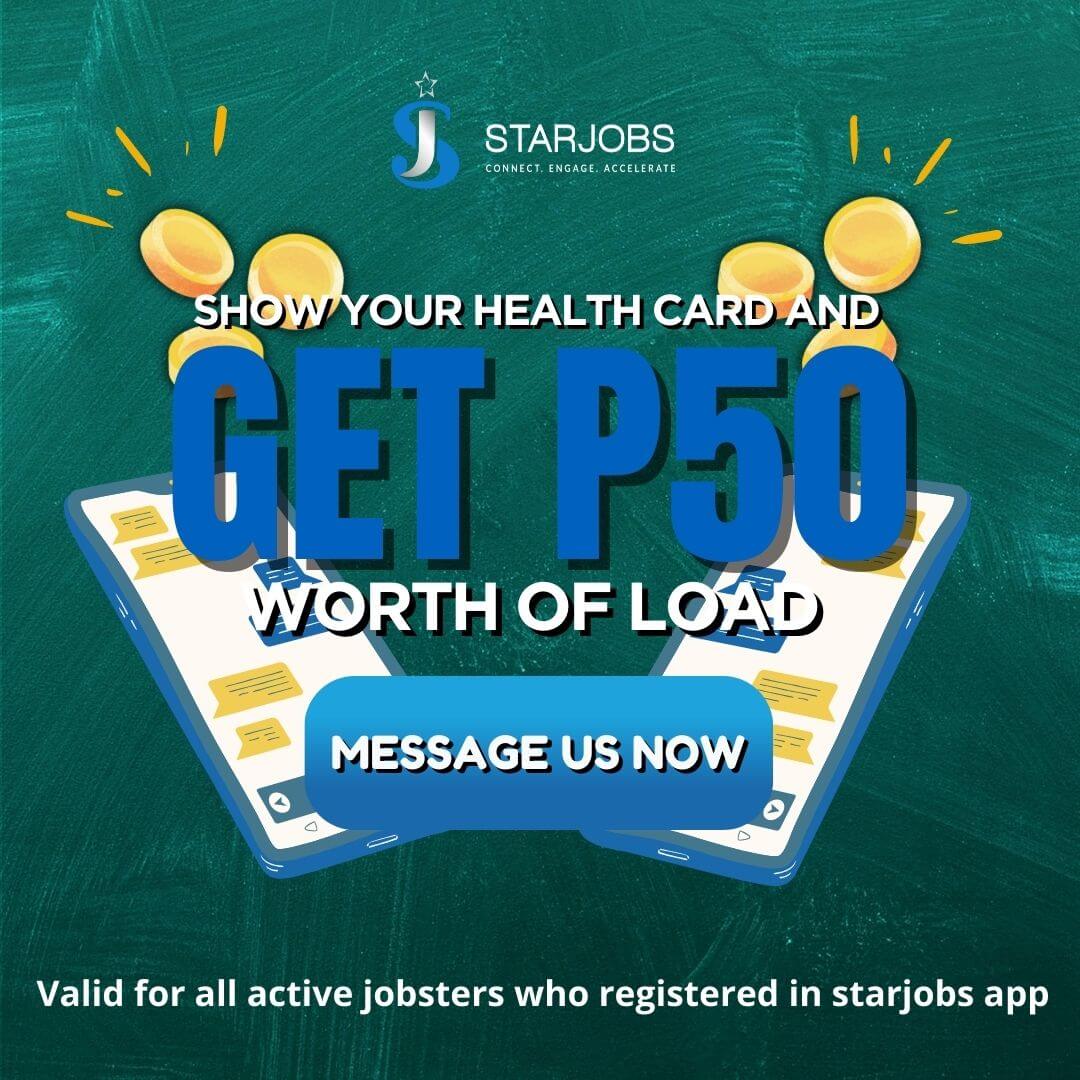 STARJOBS
CONNECT. ENGAGE. ACCELERATE
SHOW YOUR HEALTH CARD AND
GET P50
WORTH OF LOAD
MESSAGE US NOW
Valid for all active jobsters who registered in starjobs app